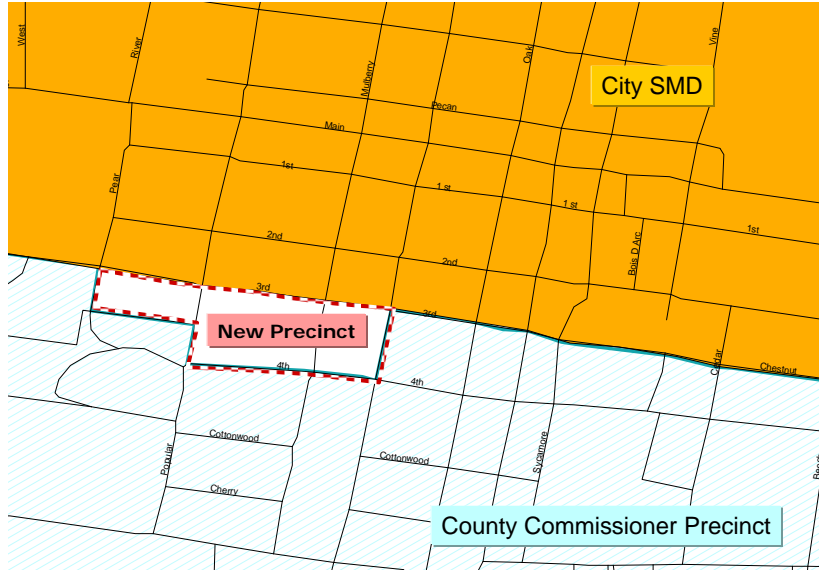 West
River
Vine
Oak
Mulberry
City SMD
Pecan
Main
1st
1 st
1 st
1st
Pear
2nd
2nd
Bois D Arc
3rd
3rd
New Precinct
4th
4th
Cedar
Chestnut
Cottonwood
Cottonwood
Popular
Sycamore
Cherry
County Commissioner Precinct